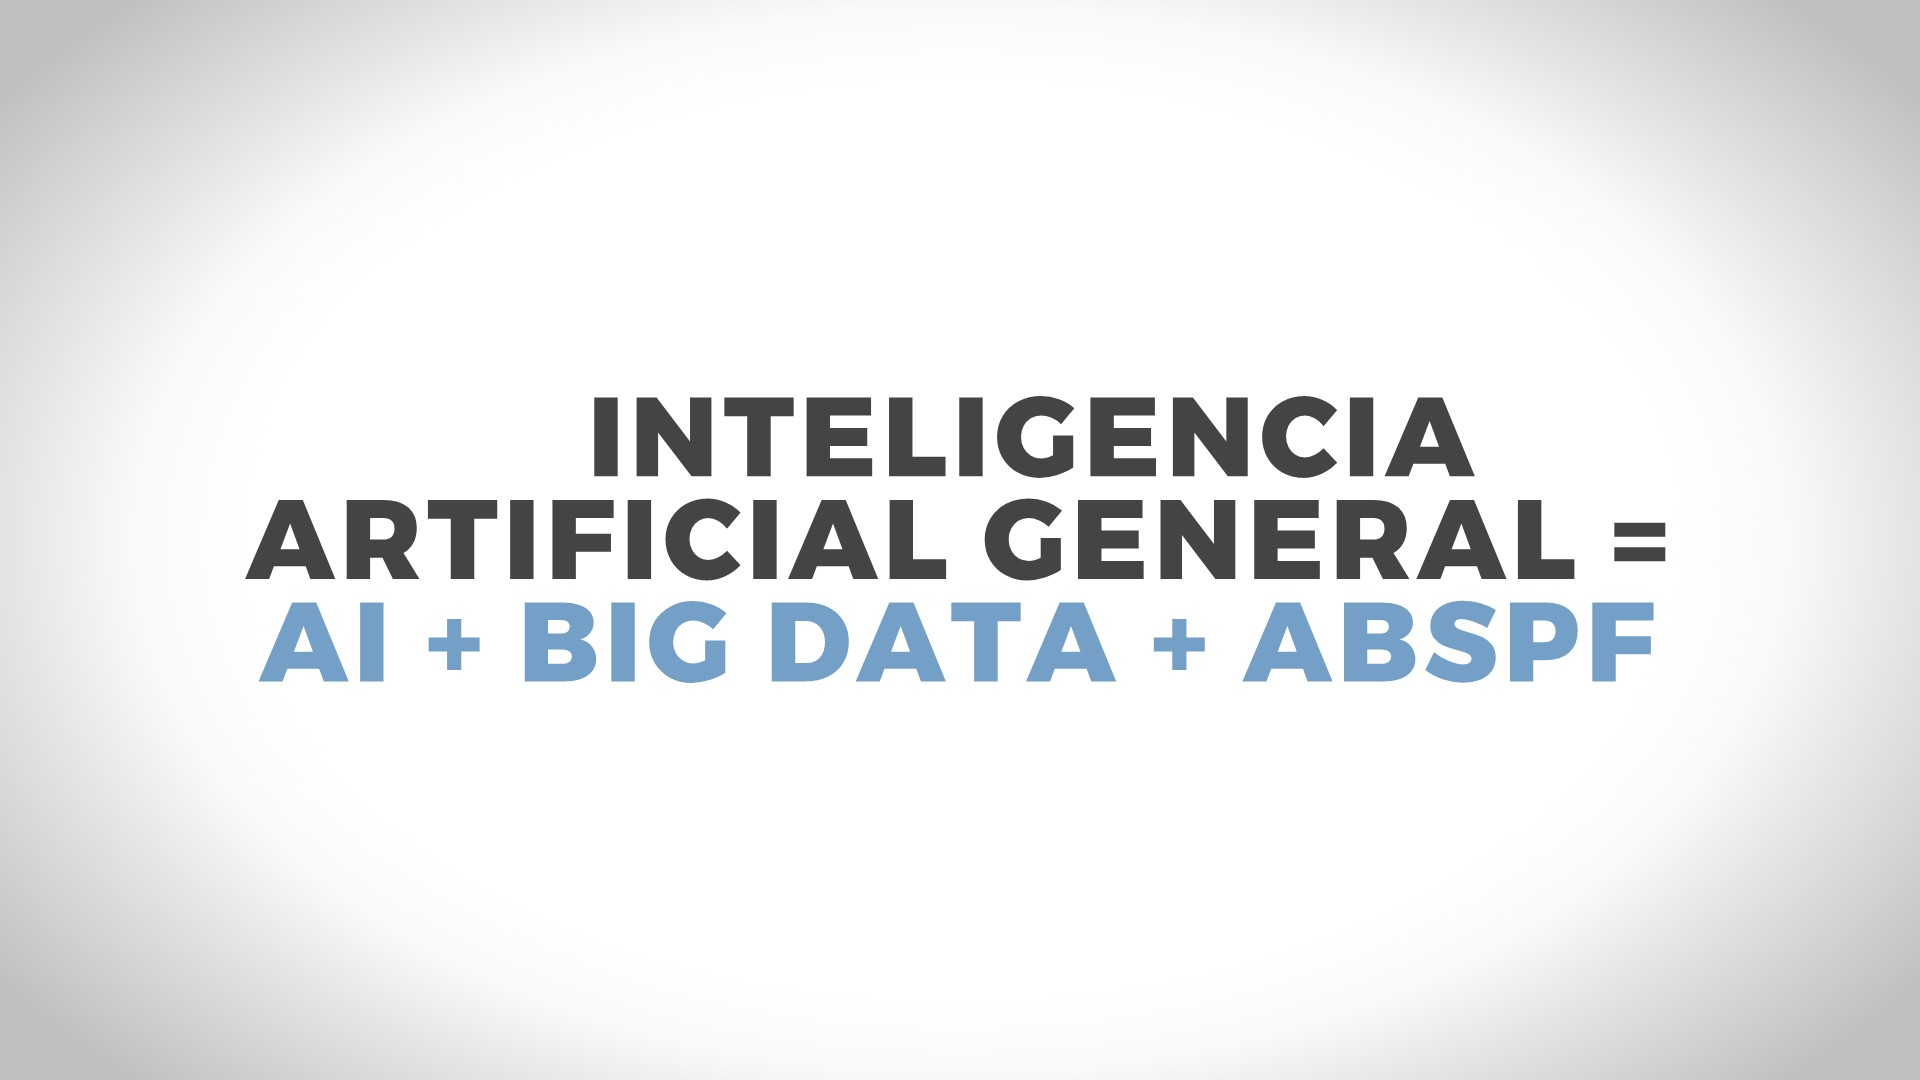 INTELIGENCIA
ARTIFICIAL GENERAL =
AI + BIG DATA + ABSPF